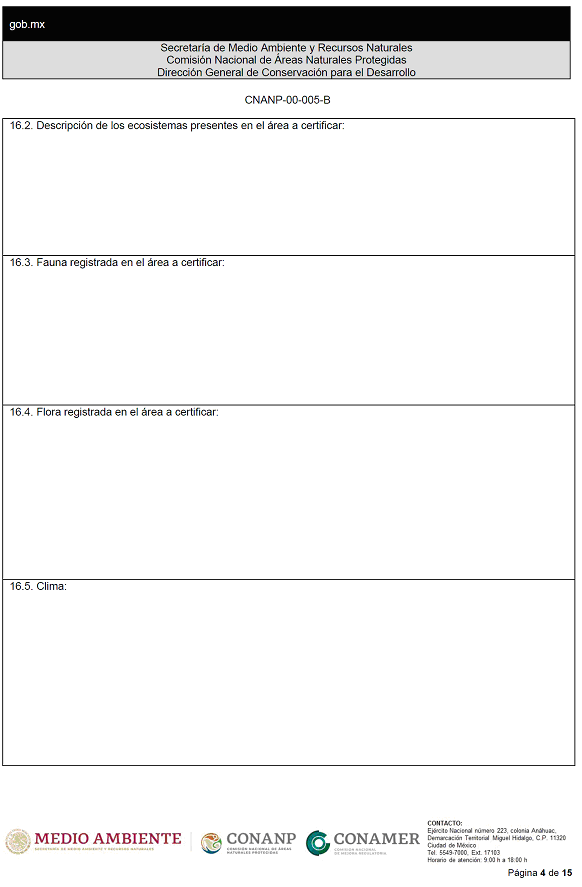 gob.mx
Secretaría de Medio Ambiente y Recursos Naturales
Comisión Nacional de Áreas Naturales Protegidas
Dirección General de Conservación para el Desarrollo
CNANP-00-005-B
16.2. Descripción de los ecosistemas presentes en el área a certificar:
16.3. Fauna registrada en el área a certificar:
16.4. Flora registrada en el área a certificar:
16.5. Clima:
MEDIO AMBIENTE
SECRETARÍA DE MEDIO AMBIENTE Y RECURSOS NATURALES
CONANP
COMISIÓN NACIONAL DE ÁREAS
NATURALES PROTEGIDAS
CONAMER
COMISIÓN NACIONAL
DE MEJORA REGULATORIA
CONTACTO:
Ejército Nacional número 223, colonia Anáhuac,
Demarcación Territorial Miguel Hidalgo, C.P. 11320
Ciudad de México
Tel. 5549-7000, Ext. 17103
Horario de atención: 9:00 h a 18:00 h
Página 4 de 15